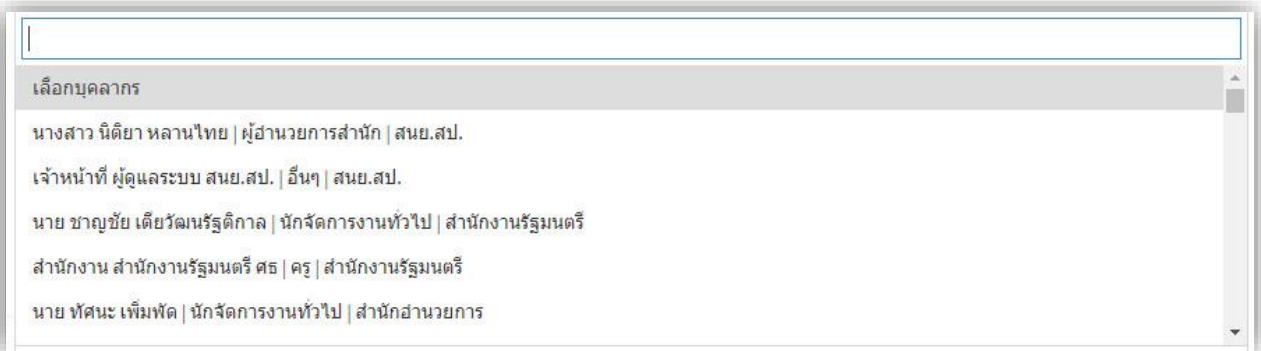 เลือกบุคลากร
นางสาว นิติยา หลานไทย | ผู้อำนวยการสำนัก | สนย.สป.
เจ้าหน้าที่ ผู้ดูแลระบบ สนย.สป. | อื่นๆ | สนย.สป.
นาย ชาญชัย เตียวัฒนรัฐติกาล | นักจัดการงานทั่วไป | สำนักงานรัฐมนตรี
สำนักงาน สำนักงานรัฐมนตรี ศธ | ครู | สำนักงานรัฐมนตรี
นาย ทัศนะ เพิ่มพัด | นักจัดการงานทั่วไป | สำนักอำนวยการ